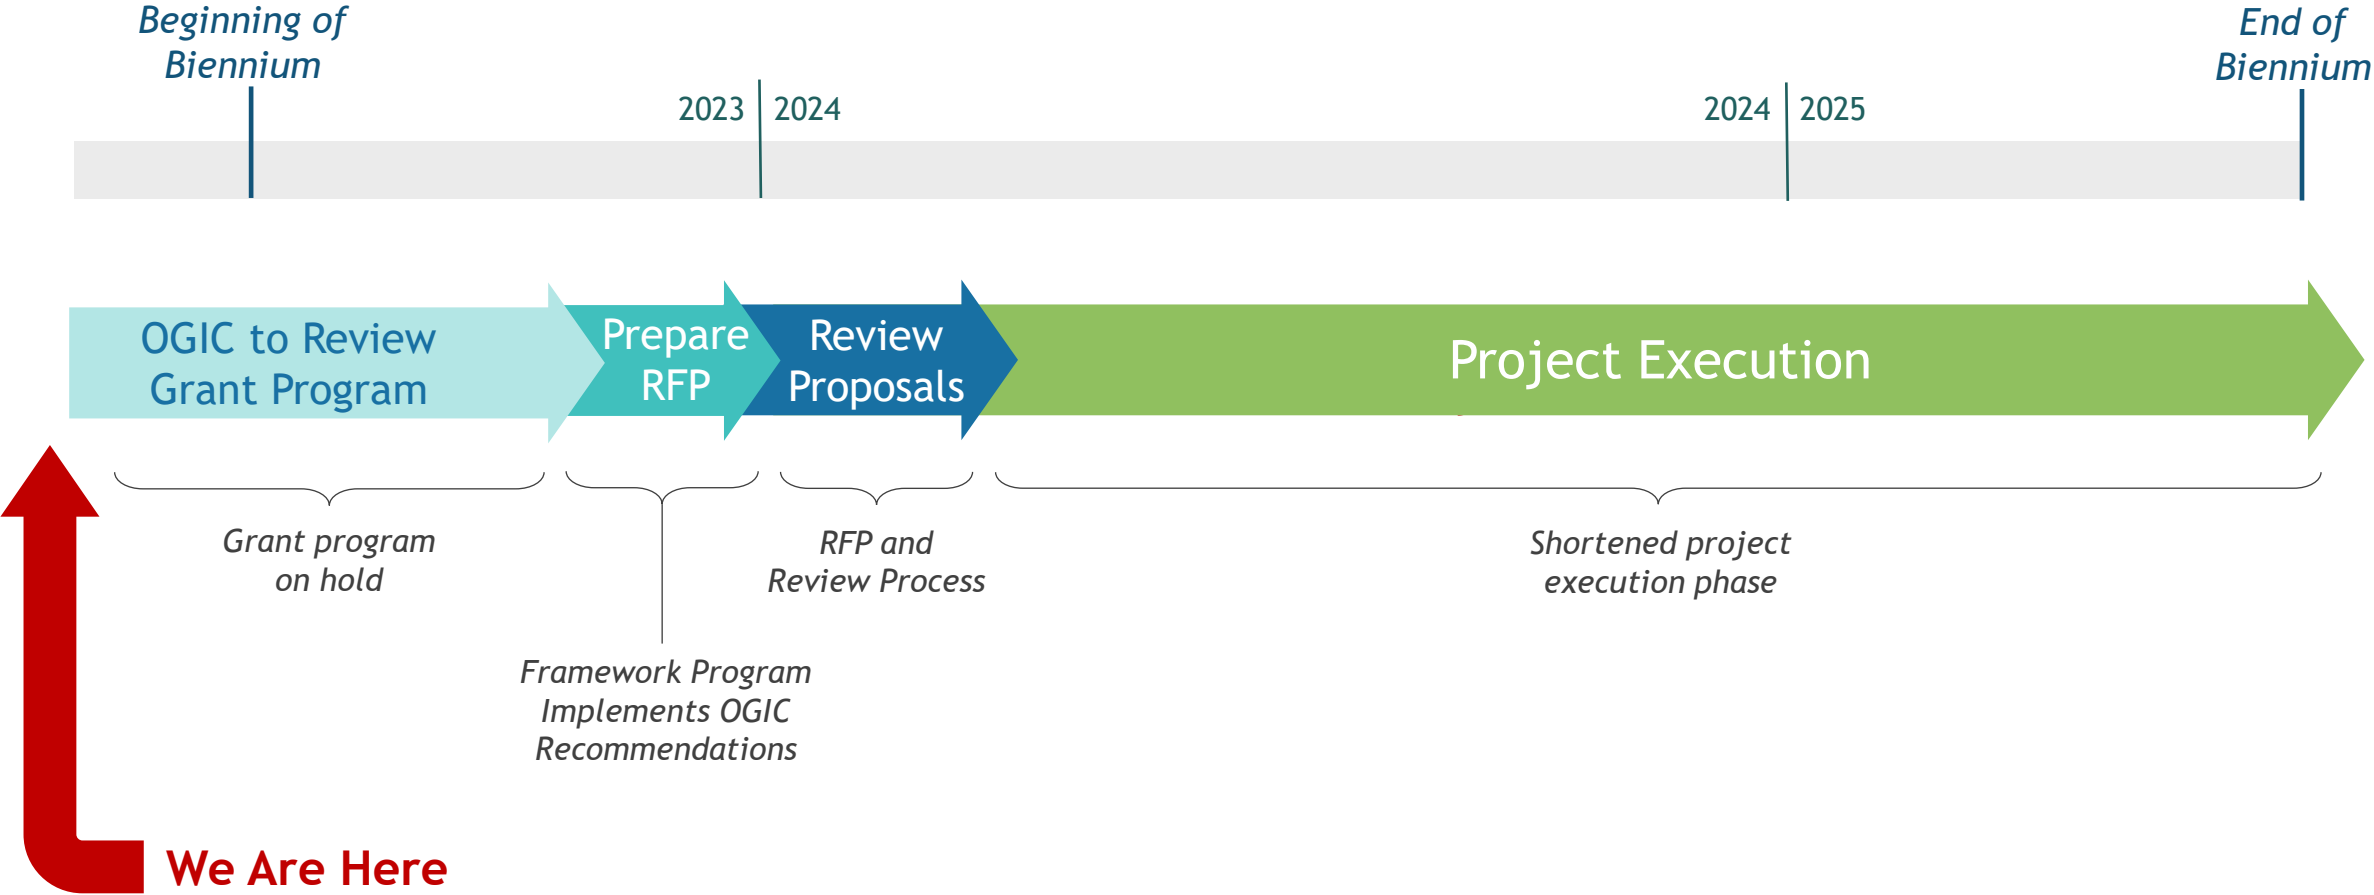 Beginning of
Biennium
End of
Biennium
2023 2024
2024 2025
OGIC to Review
Grant Program
Prepare
RFP
Review
Proposals
Project Execution
Grant program
on hold
RFP and
Review Process
Shortened project
execution phase
Framework Program
Implements OGIC
Recommendations
We Are Here